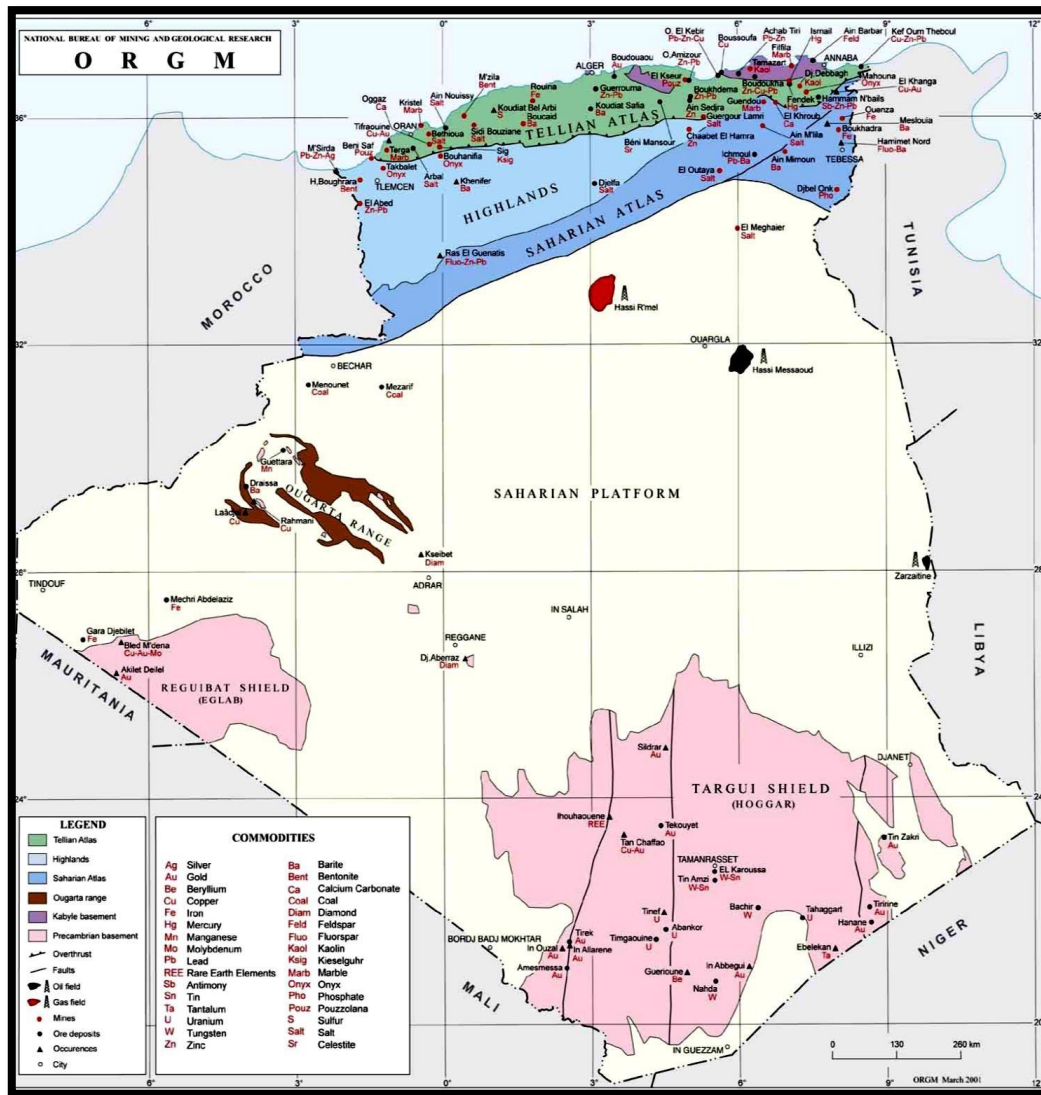 NATIONAL BUREAU OF MINING AND GEOLOGICAL RESEARCH
O R G M
6° 3° 0° 3° 6° 9° 12°
ALGER
Boudouaou
Au
O. El Kebir
Pb-Zn-Cu
Boussoufa
Cu
Achab Tiri
Pb-Zn
Filfila
Marb
Ismail
Hg
Ain Barbar
Feld
Kef Oum Theboul
Cu-Zn-Pb
O,Amizour
Zn-Pb
Tamazert
Kaol
ANNABA
Dj,Debbagh
Kaol
Mahouna
Onyx
El Kseur
Pouz
Boudoukha
Zn-Cu-Pb
El Khanga
Cu-Au
M'zila
Bent
Rouina
Fe
Guerrouma
Zn-Pb
Boukhdema
Zn-Pb
Guendou
Marb
Fendek
Hg
Hammam N'bails
Sb-Zn-Pb
Ain Nouissy
Salt
Koudiat Bel Arbi
S
Koudiat Safia
Ba
Ain Sedjra
Zn
Guergour Lamri
Salt
El Khroub
Ca
Ouenza
Fe
Meslouia
Ba
Oggaz
Ca
Kristel
Marb
Boucaid
Ba
Boukhadra
Fe
Tifraouine
Cu-Au
ORAN
Bethioua
Salt
Sidi Bouziane
Salt
TELLIAN ATLAS
Béni Mansour
Sr
Chaabet El Hamra
Zn
Ain M'lila
Salt
Hamimet Nord
Fluo-Ba
M'Sirda
Pb-Zn-Ag
Beni Saf
Pouz
Terga
Marb
Sig
Ksig
Ichmoul
Pb-Ba
TEBESSA
Takbalet
Onyx
Arbal
Salt
Bouhanifia
Onyx
Ain Mimoun
Ba
H,Boughrara
Bent
TLEMCEN
Khenifer
Ba
Djelfa
Salt
El Outaya
Salt
Djbel Onk
Pho
El Abed
Zn-Pb
HIGHLANDS
SAHARIAN ATLAS
El Meghaier
Salt
Ras El Guenatis
Fluo-Zn-Pb
MOROCCO
TUNISIA
Hassi R'mel
OUARGLA
Hassi Messaoud
BECHAR
Menounet
Coal
Mezarif
Coal
Guettara
Mn
Draissa
Ba
SAHARIAN PLATFORM
OUGARTA RANGE
Rahmani
Cu
Kseibet
Diam
ADRAR
Zarzaitine
TINDOUF
Mechri Abdelaziz
Fe
IN SALAH
Gara Djebilet
Fe
Bled M'dena
Cu-Au-Mo
REGGANE
Dj,Aberraz
Diam
ILLIZI
LIBYA
MAURITANIA
Akilet Deilel
Au
REGUIBAT SHIELD
(EGLAB)
Sildrar
Au
DJANET
TARGUI SHIELD
(HOGGAR)
Ihouhaouene
REE
Tan Chaffao
Cu-Au
Tekouyet
Au
Tin Zakri
Au
TAMANRASSET
EL Karoussa
W-Sn
Tin Amzi
W-Sn
Tinef
U
Bachir
W
Tahaggart
U
Tiririne
Au
Hanane
Au
Tirek
Au
Abankor
U
Timgaouine
U
BORDJ BADJ MOKHTAR
In Ouzal
Au
In Allarene
Au
Ebelekan
Ta
NIGER
Amesmessa
Au
Guerioune
Be
In Abbegui
Au
MALI
Nahda
W
IN GUEZZAM
LEGEND
Tellian Atlas
Highlands
Saharian Atlas
Ougarta range
Kabyle basement
Precambrian basement
Overthrust
Faults
Oil field
Gas field
Mines
Ore deposits
Occurences
City
COMMODITIES
Ag Silver
Au Gold
Be Beryllium
Cu Copper
Fe Iron
Hg Mercury
Mn Manganese
Mo Molybdenum
Pb Lead
REE Rare Earth Elements
Sb Antimony
Sn Tin
Ta Tantalum
U Uranium
W Tungsten
Zn Zinc
Ba Barite
Bent Bentonite
Ca Calcium Carbonate
Coal Coal
Diam Diamond
Feld Feldspar
Fluo Fluorspar
Kaol Kaolin
Ksig Kieselguhr
Marb Marble
Onyx Onyx
Pho Phosphate
Pouz Pouzzolana
S Sulfur
Salt Salt
Sr Celestite
0 130 260 km
ORGM March 2001
6° 3° 0° 3° 6° 9° 12°